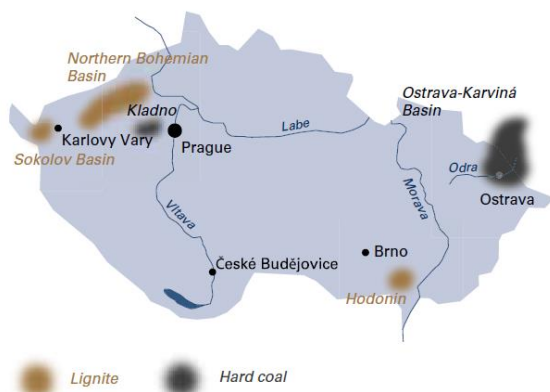 Northern Bohemian
Basin
Kladno
Ostrava-Karviná
Basin
Karlovy Vary
Prague
Labe
Sokolov Basin
Odra
Ostrava
Vltava
Morava
Brno
České Budějovice
Hodonin
Lignite
Hard coal